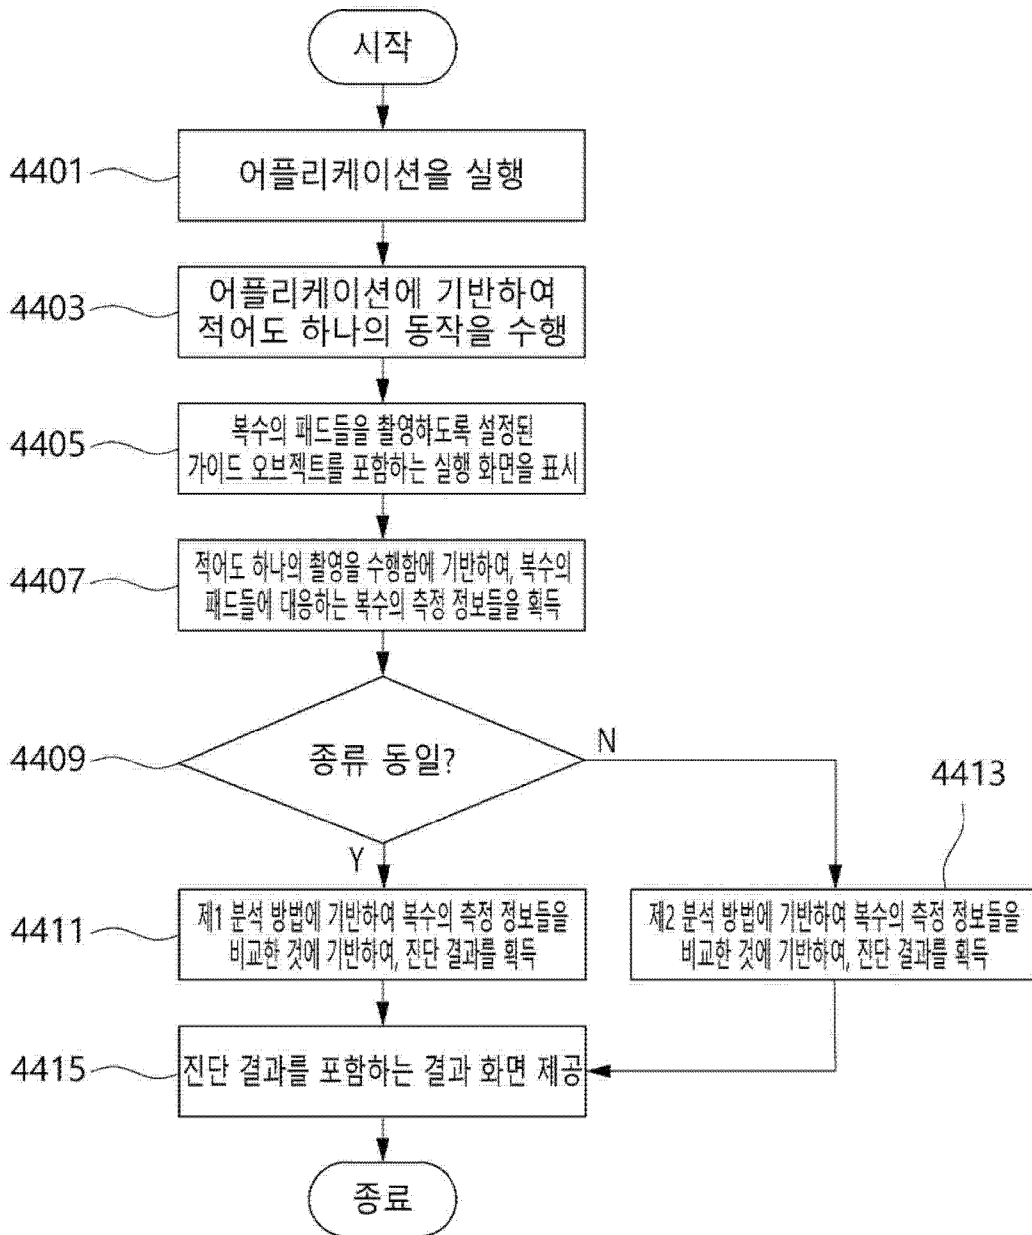 시작
4401
어플리케이션을 실행
4403
어플리케이션에 기반하여
적어도 하나의 동작을 수행
4405
복수의 패드들을 촬영하도록 설정된
가이드 오브젝트를 포함하는 실행 화면을 표시
4407
적어도 하나의 촬영을 수행함에 기반하여, 복수의
패드들에 대응하는 복수의 측정 정보들을 획득
4409
종류 동일?
N
Y
4411
제1 분석 방법에 기반하여 복수의 측정 정보들을
비교한 것에 기반하여, 진단 결과를 획득
4413
제2 분석 방법에 기반하여 복수의 측정 정보들을
비교한 것에 기반하여, 진단 결과를 획득
4415
진단 결과를 포함하는 결과 화면 제공
종료